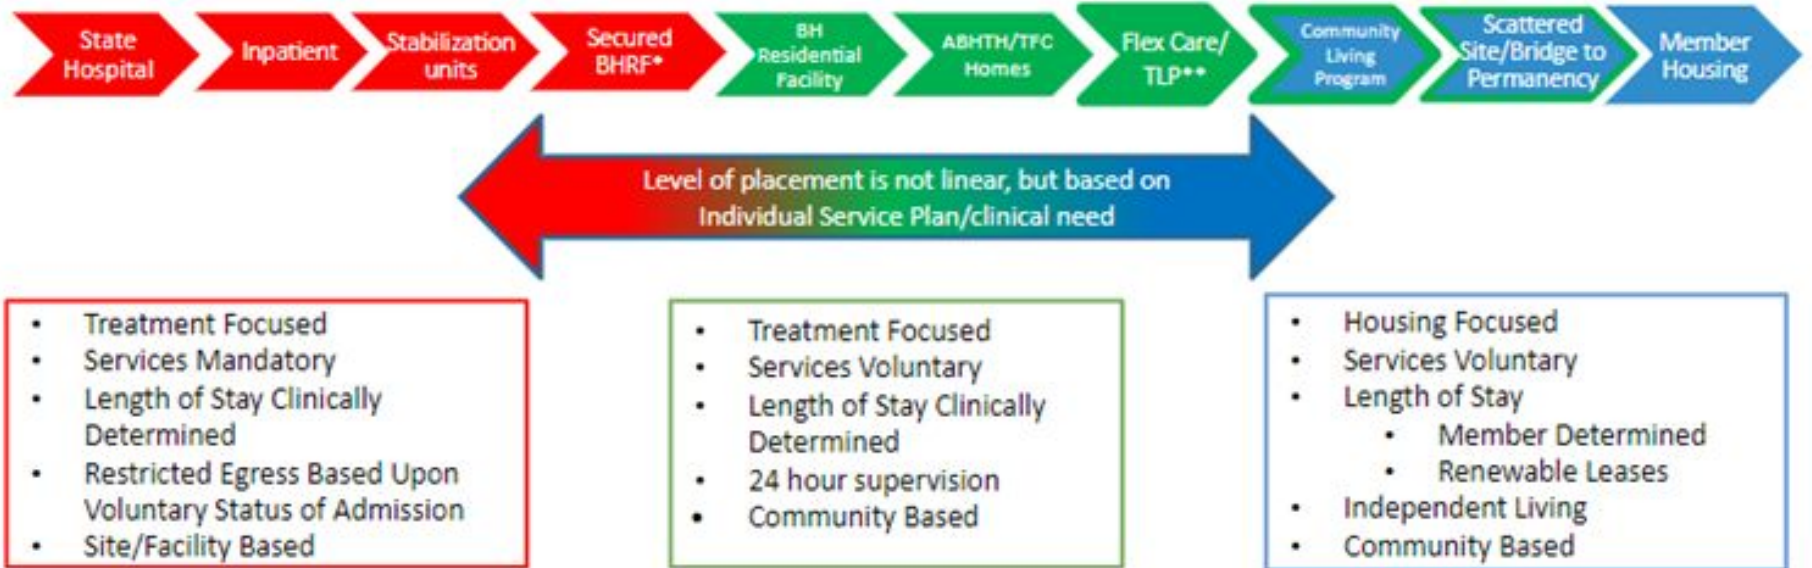 State
Hospital
Inpatient
Stabilization
units
Secured
BHRF*
BH
Residential
Facility
ABHTH/TFC
Homes
Flex Care/
TLP**
Community
Living
Program
Scattered
Site/Bridge to
Permanency
Member
Housing
Level of placement is not linear, but based on
Individual Service Plan/clinical need
• Treatment Focused
• Services Mandatory
• Length of Stay Clinically
Determined
• Restricted Egress Based Upon
Voluntary Status of Admission
• Site/Facility Based
• Treatment Focused
• Services Voluntary
• Length of Stay Clinically
Determined
• 24 hour supervision
• Community Based
• Housing Focused
• Services Voluntary
• Length of Stay
• Member Determined
• Renewable Leases
• Independent Living
• Community Based